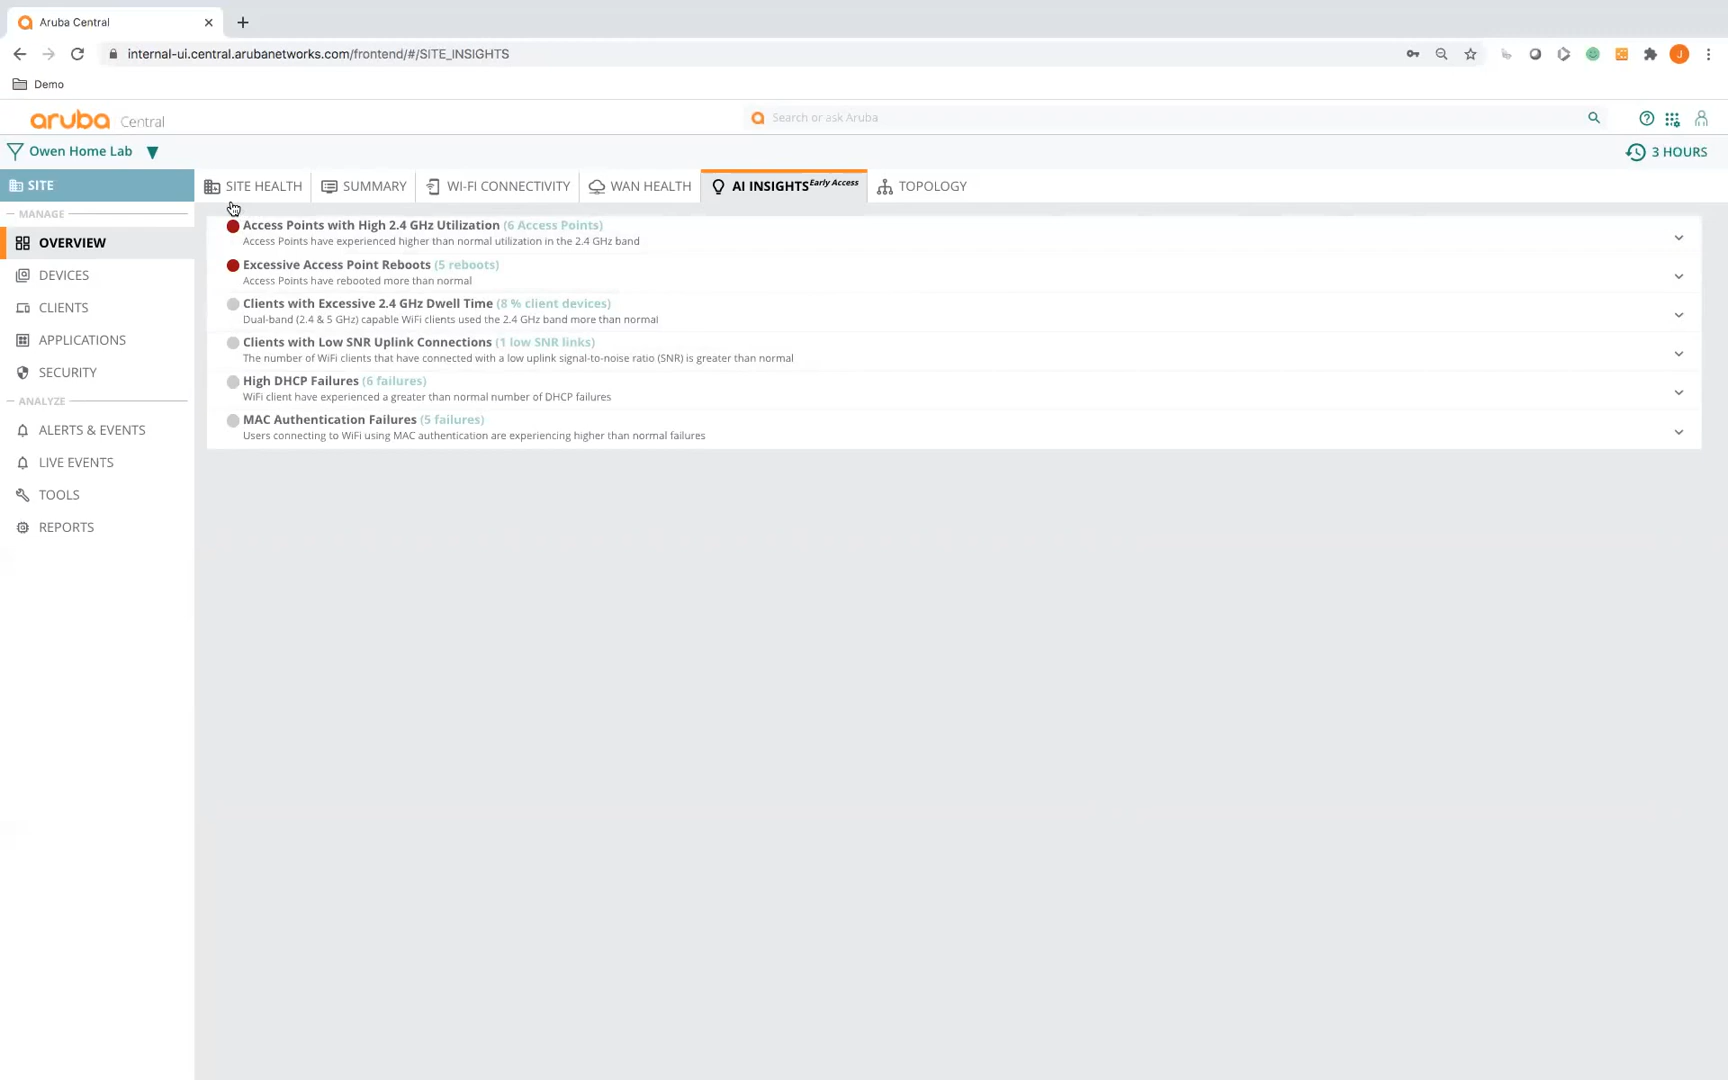 Aruba Central
internal-ui.central.arubanetworks.com/frontend/#/SITE_INSIGHTS
J
Demo
aruba Central
Search or ask Aruba
Owen Home Lab
3 HOURS
SITE
SITE HEALTH
SUMMARY
WI-FI CONNECTIVITY
WAN HEALTH
AI INSIGHTS Early Access
TOPOLOGY
MANAGE
OVERVIEW
DEVICES
CLIENTS
APPLICATIONS
SECURITY
ANALYZE
ALERTS & EVENTS
LIVE EVENTS
TOOLS
REPORTS
Access Points with High 2.4 GHz Utilization (6 Access Points)
Access Points have experienced higher than normal utilization in the 2.4 GHz band
Excessive Access Point Reboots (5 reboots)
Access Points have rebooted more than normal
Clients with Excessive 2.4 GHz Dwell Time (8 % client devices)
Dual-band (2.4 & 5 GHz) capable WiFi clients used the 2.4 GHz band more than normal
Clients with Low SNR Uplink Connections (1 low SNR links)
The number of WiFi clients that have connected with a low uplink signal-to-noise ratio (SNR) is greater than normal
High DHCP Failures (6 failures)
WiFi client have experienced a greater than normal number of DHCP failures
MAC Authentication Failures (5 failures)
Users connecting to WiFi using MAC authentication are experiencing higher than normal failures